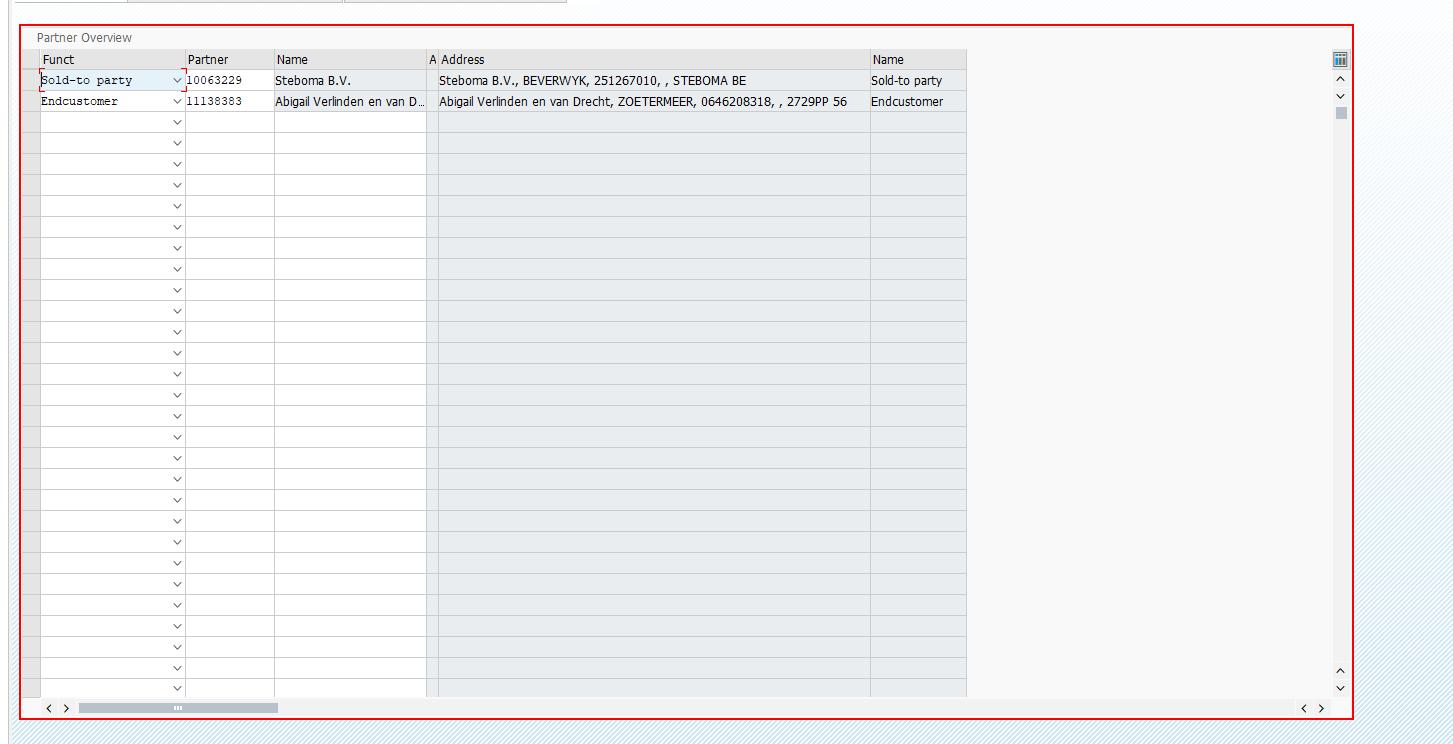 Partner Overview
Funct Partner Name A Address Name
Sold-to party 10063229 Steboma B.V. Steboma B.V., BEVERWYK, 251267010, , STEBOMA BE Sold-to party
Endcustomer 11138383 Abigail Verlinden en van D... Abigail Verlinden en van Drecht, ZOETERMEER, 0646208318, , 2729PP 56 Endcustomer